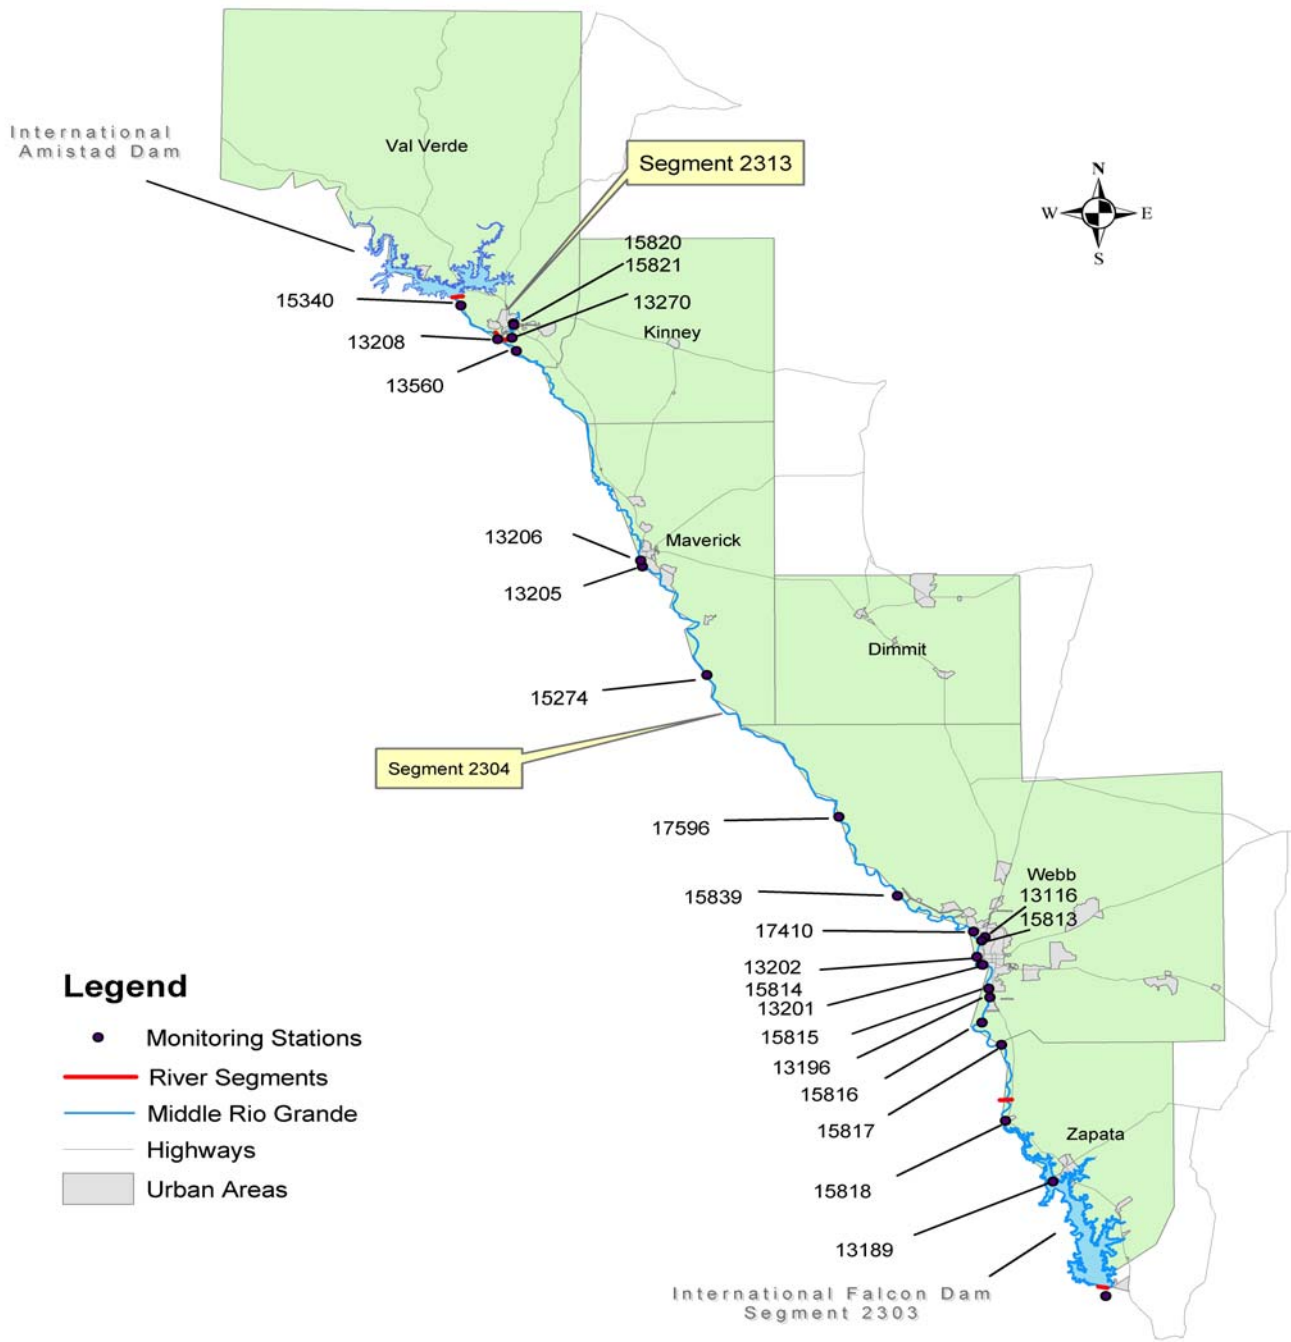 International
Amistad Dam
Val Verde
Segment 2313
N
W
E
S
15820
15821
13270
15340
13208
13560
Kinney
13206
13205
Maverick
15274
Dimmit
Segment 2304
17596
15839
Webb
13116
15813
17410
13202
15814
13201
15815
13196
15816
15817
15818
Zapata
13189
International Falcon Dam
Segment 2303
Legend
Monitoring Stations
River Segments
Middle Rio Grande
Highways
Urban Areas